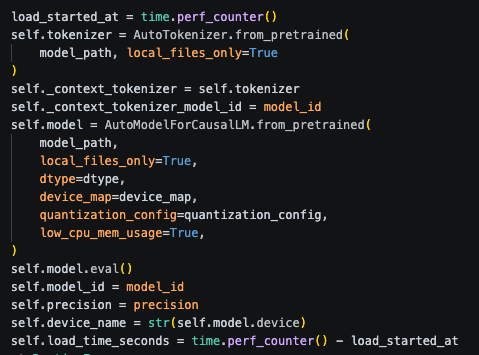 load_started_at = time.perf_counter()
self.tokenizer = AutoTokenizer.from_pretrained(
    model_path, local_files_only=True
)
self._context_tokenizer = self.tokenizer
self._context_tokenizer_model_id = model_id
self.model = AutoModelForCausalLM.from_pretrained(
    model_path,
    local_files_only=True,
    dtype=dtype,
    device_map=device_map,
    quantization_config=quantization_config,
    low_cpu_mem_usage=True,
)
self.model.eval()
self.model_id = model_id
self.precision = precision
self.device_name = str(self.model.device)
self.load_time_seconds = time.perf_counter() - load_started_at